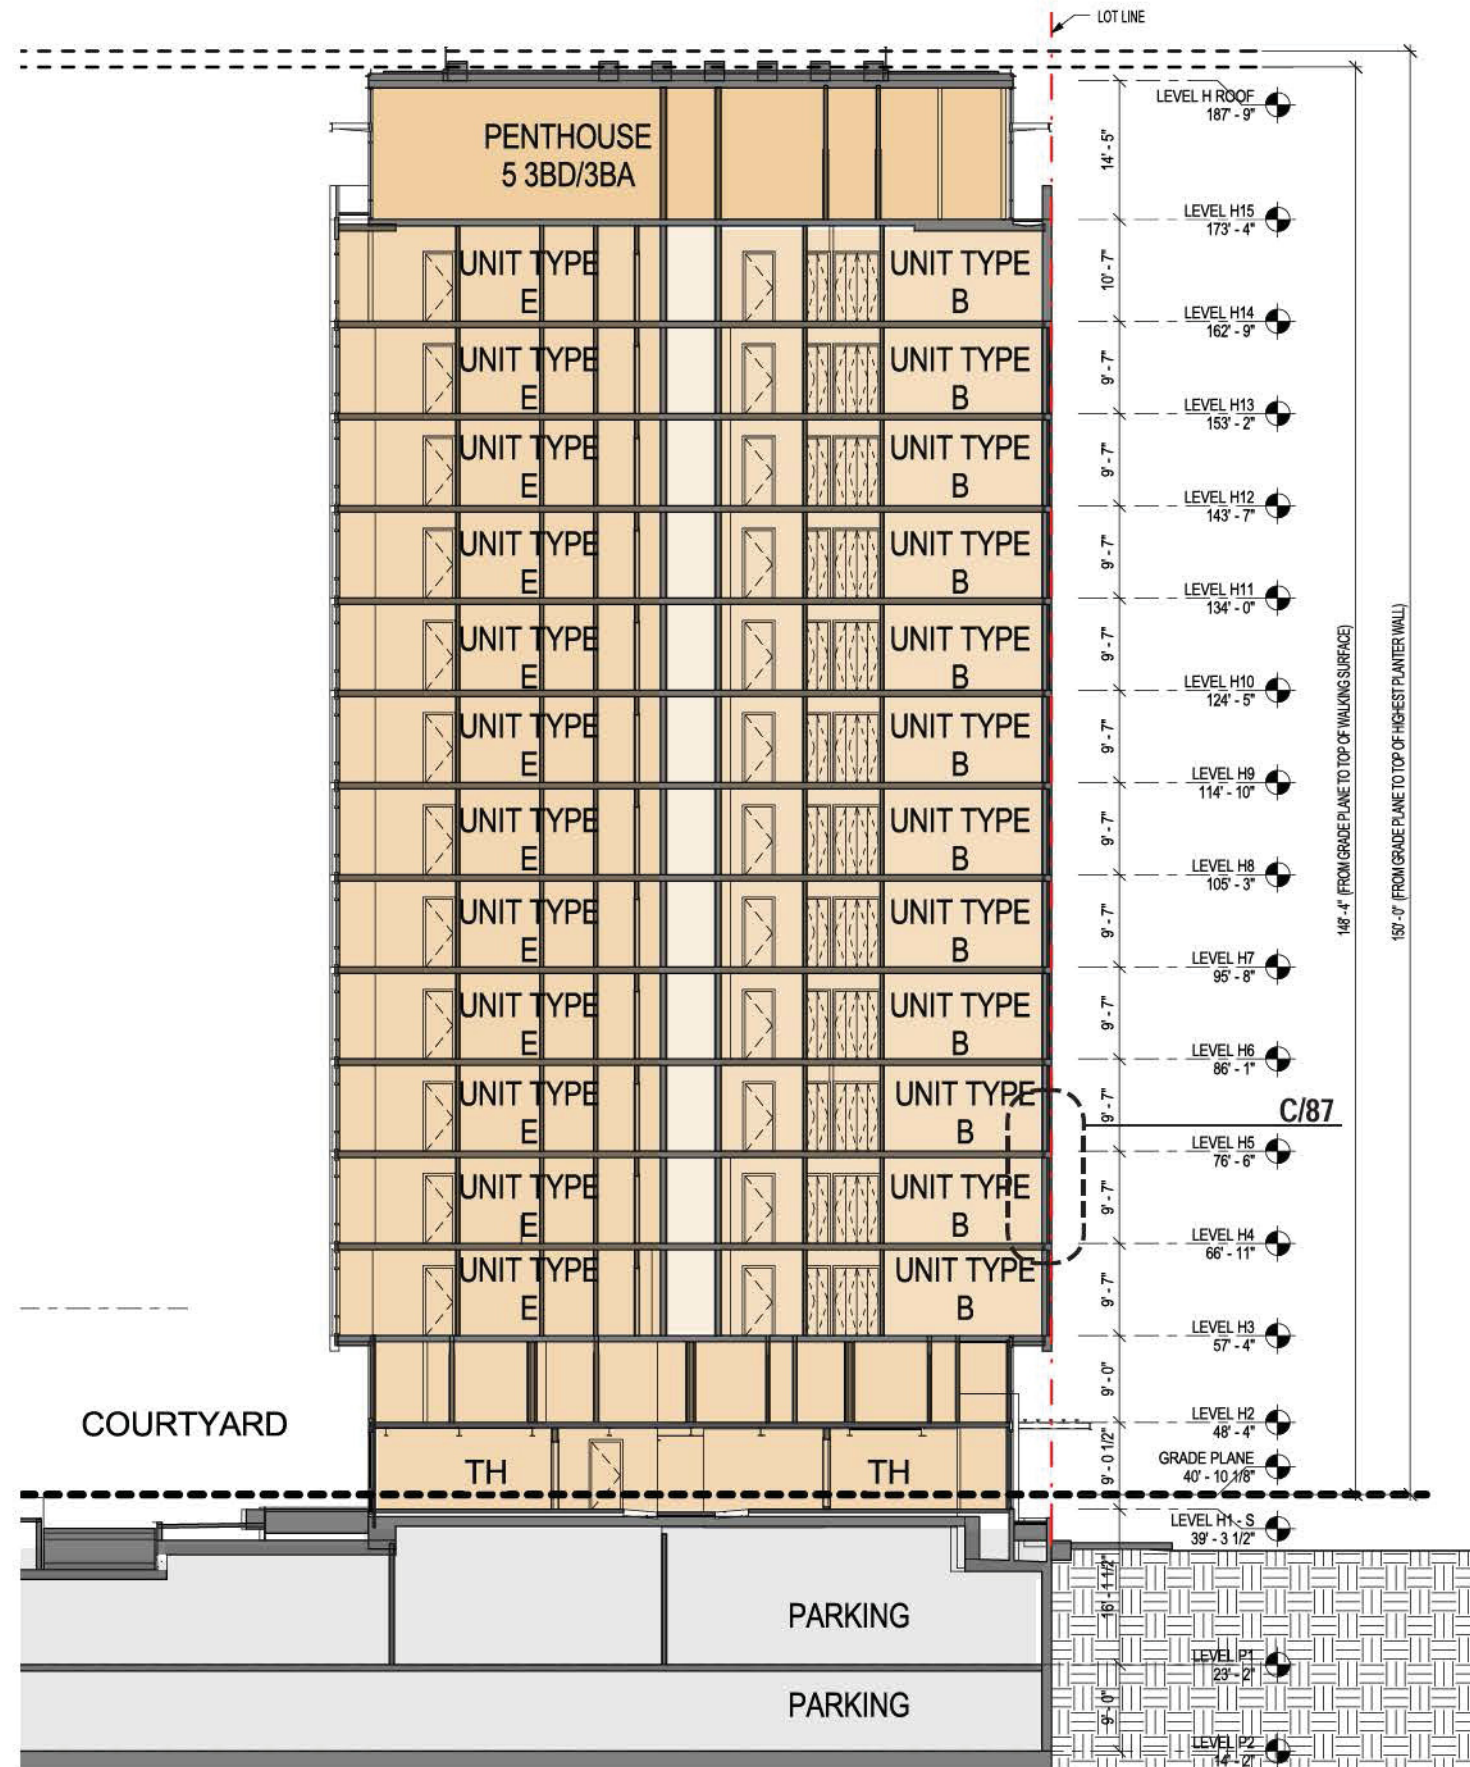 LOT LINE
LEVEL H ROOF
187' - 9"
14' - 5"
PENTHOUSE
5 3BD/3BA
LEVEL H15
173' - 4"
10' - 7"
UNIT TYPE
E
UNIT TYPE
B
LEVEL H14
162' - 9"
9' - 7"
UNIT TYPE
E
UNIT TYPE
B
LEVEL H13
153' - 2"
9' - 7"
UNIT TYPE
E
UNIT TYPE
B
LEVEL H12
143' - 7"
9' - 7"
UNIT TYPE
E
UNIT TYPE
B
LEVEL H11
134' - 0"
9' - 7"
UNIT TYPE
E
UNIT TYPE
B
LEVEL H10
124' - 5"
9' - 7"
UNIT TYPE
E
UNIT TYPE
B
LEVEL H9
114' - 10"
9' - 7"
UNIT TYPE
E
UNIT TYPE
B
LEVEL H8
105' - 3"
9' - 7"
UNIT TYPE
E
UNIT TYPE
B
LEVEL H7
95' - 8"
9' - 7"
UNIT TYPE
E
UNIT TYPE
B
LEVEL H6
86' - 1"
9' - 7"
UNIT TYPE
E
UNIT TYPE
B
C/87
LEVEL H5
76' - 6"
9' - 7"
UNIT TYPE
E
UNIT TYPE
B
LEVEL H4
66' - 11"
9' - 7"
UNIT TYPE
E
UNIT TYPE
B
LEVEL H3
57' - 4"
9' - 0"
LEVEL H2
48' - 4"
9' - 0 1/2"
COURTYARD
TH
TH
GRADE PLANE
40' - 10 1/8"
LEVEL H1 - S
39' - 3 1/2"
16' - 1 1/2"
PARKING
LEVEL P1
23' - 2"
9' - 0"
PARKING
LEVEL P2
14' - 2"
148'-4" (FROM GRADE PLANE TO TOP OF WALKING SURFACE)
150'-0" (FROM GRADE PLANE TO TOP OF HIGHEST PLANTER WALL)